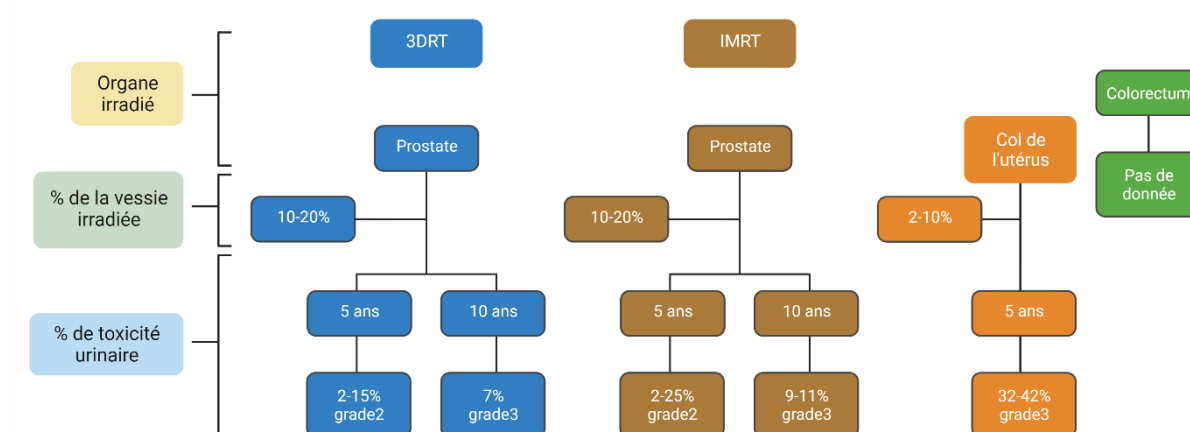 3DRT
IMRT
Organe
irradié
Colorectum
Prostate
Prostate
Col de
l'utérus
Pas de
donnée
% de la vessie
irradiée
10-20%
10-20%
2-10%
5 ans
10 ans
5 ans
10 ans
5 ans
% de toxicité
urinaire
2-15%
grade2
7%
grade3
2-25%
grade2
9-11%
grade3
32-42%
grade3